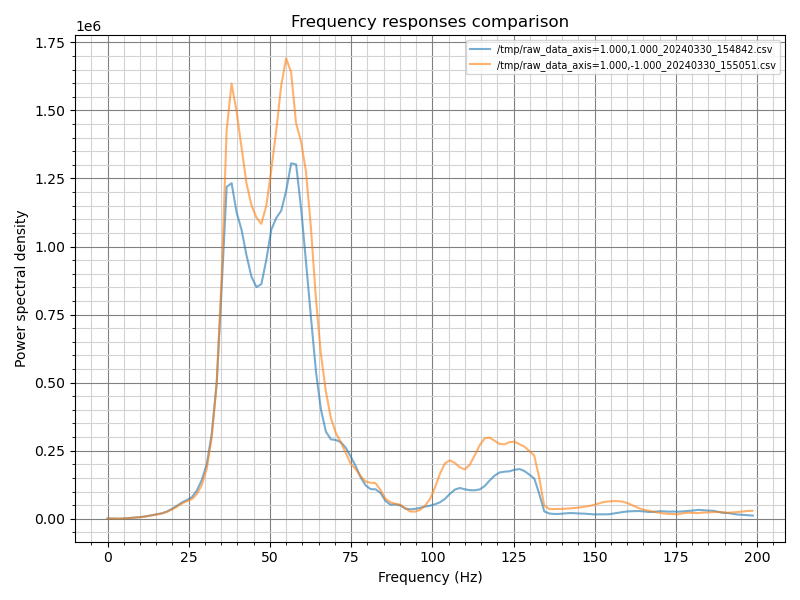 Frequency responses comparison
1e6
/tmp/raw_data_axis=1.000,1.000_20240330_154842.csv
/tmp/raw_data_axis=1.000,-1.000_20240330_155051.csv
Power spectral density
1.75
1.50
1.25
1.00
0.75
0.50
0.25
0.00
0 25 50 75 100 125 150 175 200
Frequency (Hz)